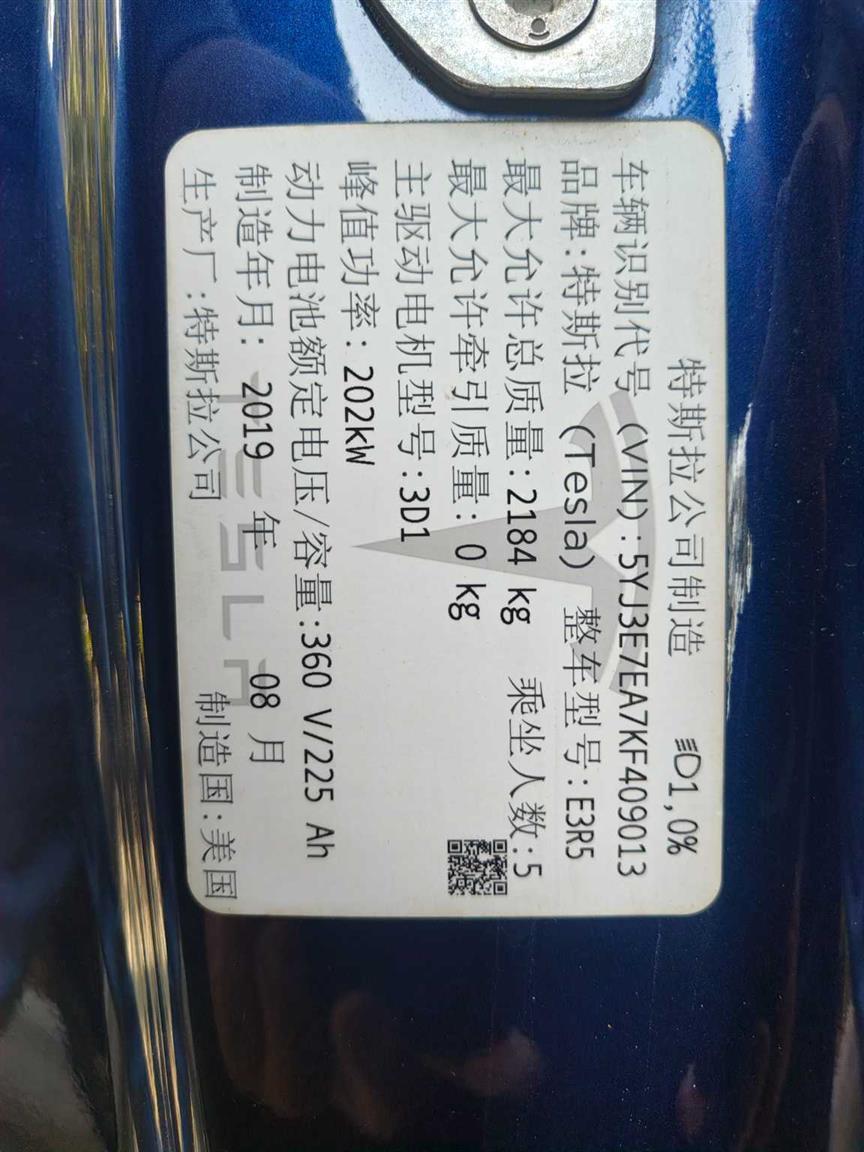 特斯拉公司制造 1,0%
车辆识别代号 (VIN):5YJ3E7EA7KF409013
品牌:特斯拉 (Tesla) 整车型号:E3R5
最大允许总质量:2184 kg 乘坐人数:5
最大允许牵引质量: 0 kg
主驱动电机型号:3D1
峰值功率: 202kW
动力电池额定电压/容量:360 V/225 Ah
制造年月: 2019 年 08 月
生产厂:特斯拉公司 制造国:美国
TESLA